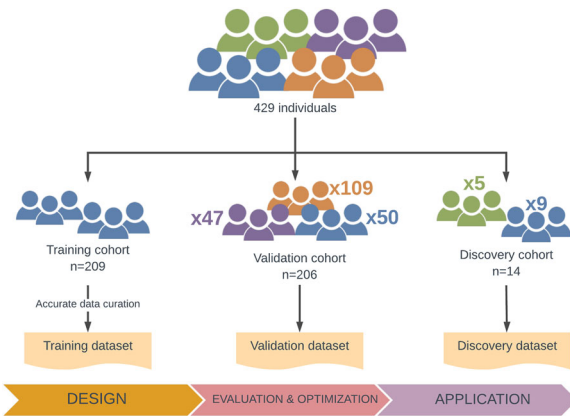 429 individuals
x109
x47
x50
x5
x9
Training cohort
n=209
Validation cohort
n=206
Discovery cohort
n=14
Accurate data curation
Training dataset
Validation dataset
Discovery dataset
DESIGN
EVALUATION & OPTIMIZATION
APPLICATION